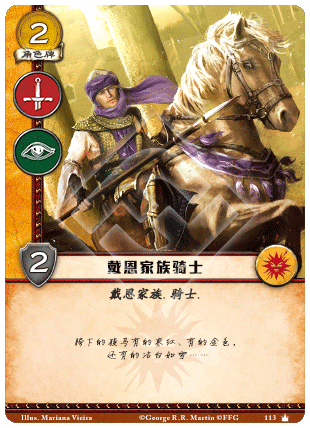 2
角色牌
2
戴恩家族骑士
戴恩家族. 骑士.
胯下的骏马有的枣红、有的金色,
还有的洁白如雪……
Illus. Mariana Vieira
©George R.R. Martin ©FFG
113